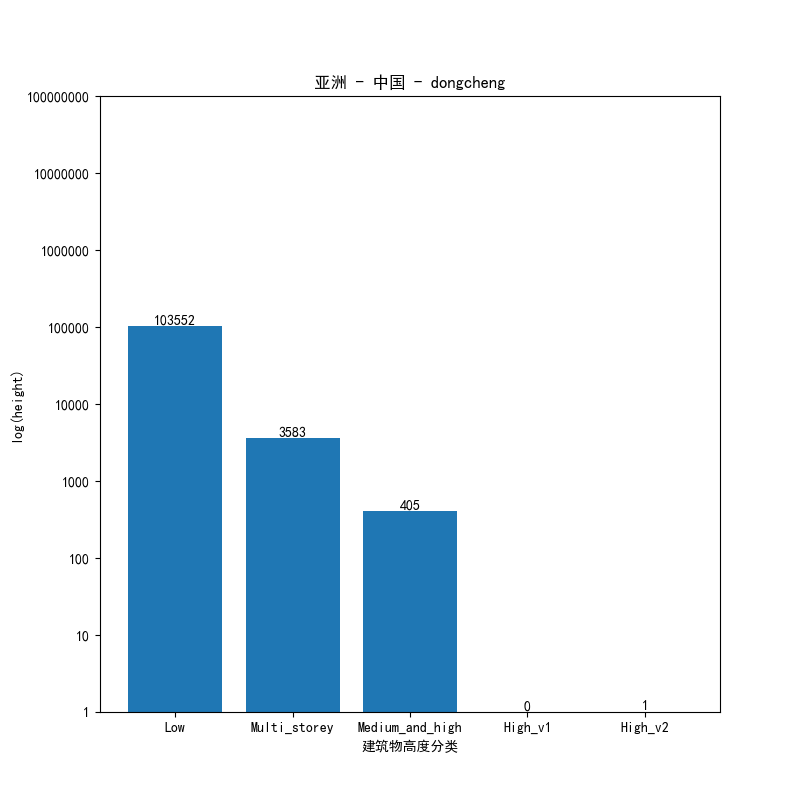 亚洲 - 中国 - dongcheng
100000000
10000000
1000000
100000
10000
1000
100
10
1
log(height)
103552
3583
405
0
1
Low
Multi_storey
Medium_and_high
High_v1
High_v2
建筑物高度分类